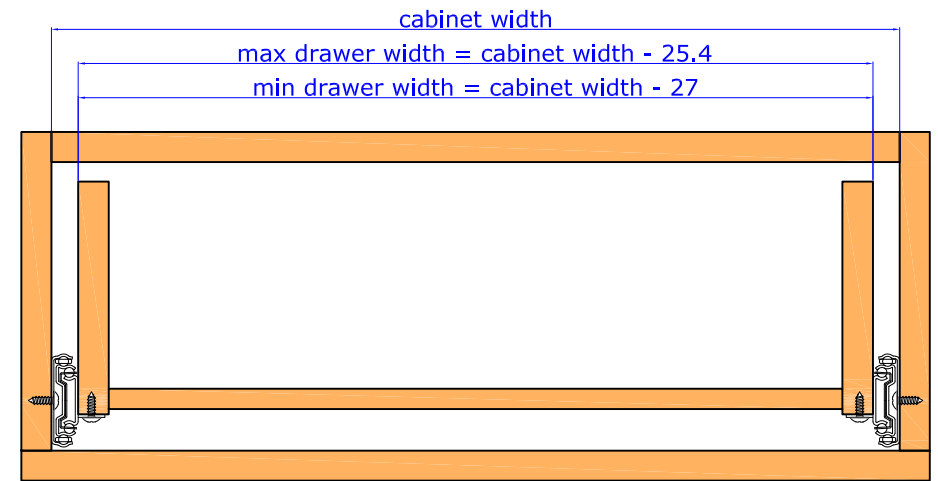 cabinet width
max drawer width = cabinet width - 25.4
min drawer width = cabinet width - 27